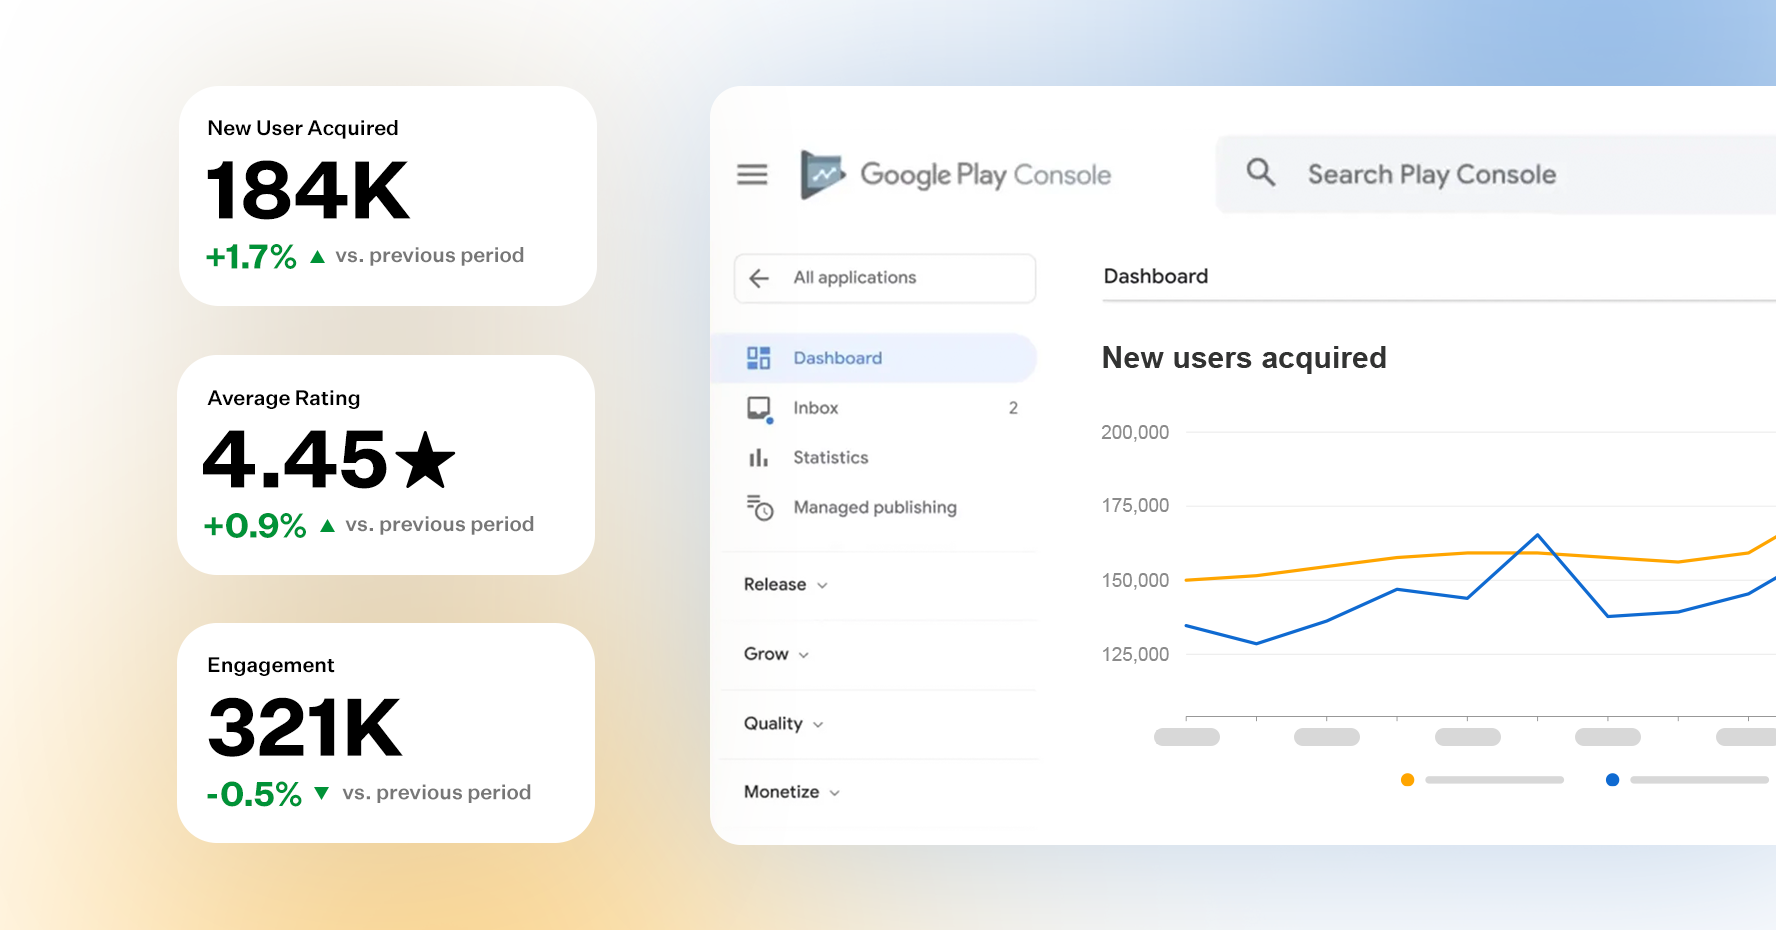 New User Acquired
184K
+1.7% ▲ vs. previous period
Average Rating
4.45★
+0.9% ▲ vs. previous period
Engagement
321K
-0.5% ▼ vs. previous period
Google Play Console
Search Play Console
All applications
Dashboard
Inbox 2
Statistics
Managed publishing
Release
Grow
Quality
Monetize
Dashboard
New users acquired
200,000
175,000
150,000
125,000